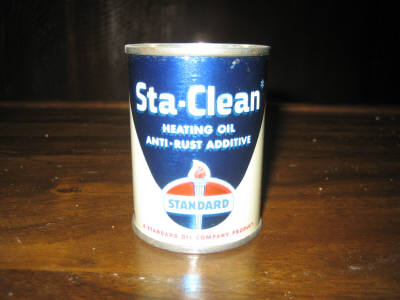 Sta-Clean*
HEATING OIL
ANTI-RUST ADDITIVE
STANDARD
A STANDARD OIL COMPANY PRODUCT